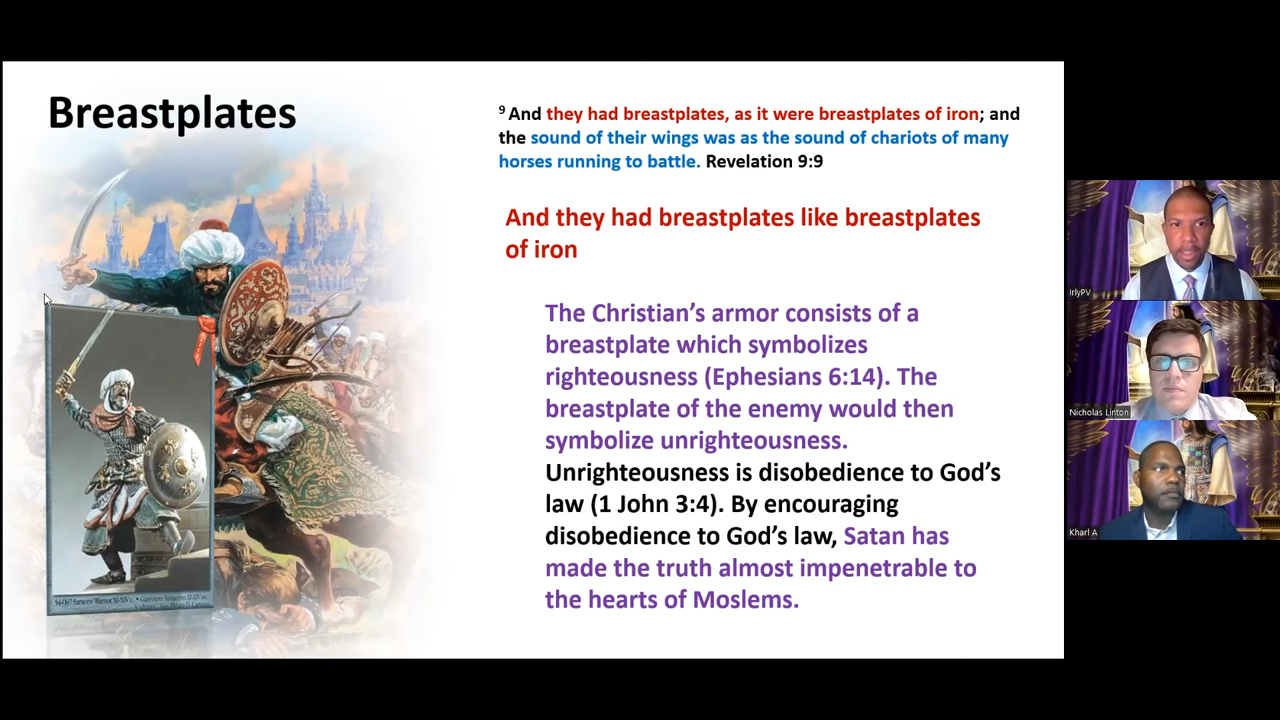 Breastplates
9 And they had breastplates, as it were breastplates of iron; and
the sound of their wings was as the sound of chariots of many
horses running to battle. Revelation 9:9
And they had breastplates like breastplates
of iron
The Christian’s armor consists of a
breastplate which symbolizes
righteousness (Ephesians 6:14). The
breastplate of the enemy would then
symbolize unrighteousness.
Unrighteousness is disobedience to God’s
law (1 John 3:4). By encouraging
disobedience to God’s law, Satan has
made the truth almost impenetrable to
the hearts of Moslems.
IrlyPV
Nicholas Linton
Kharl A